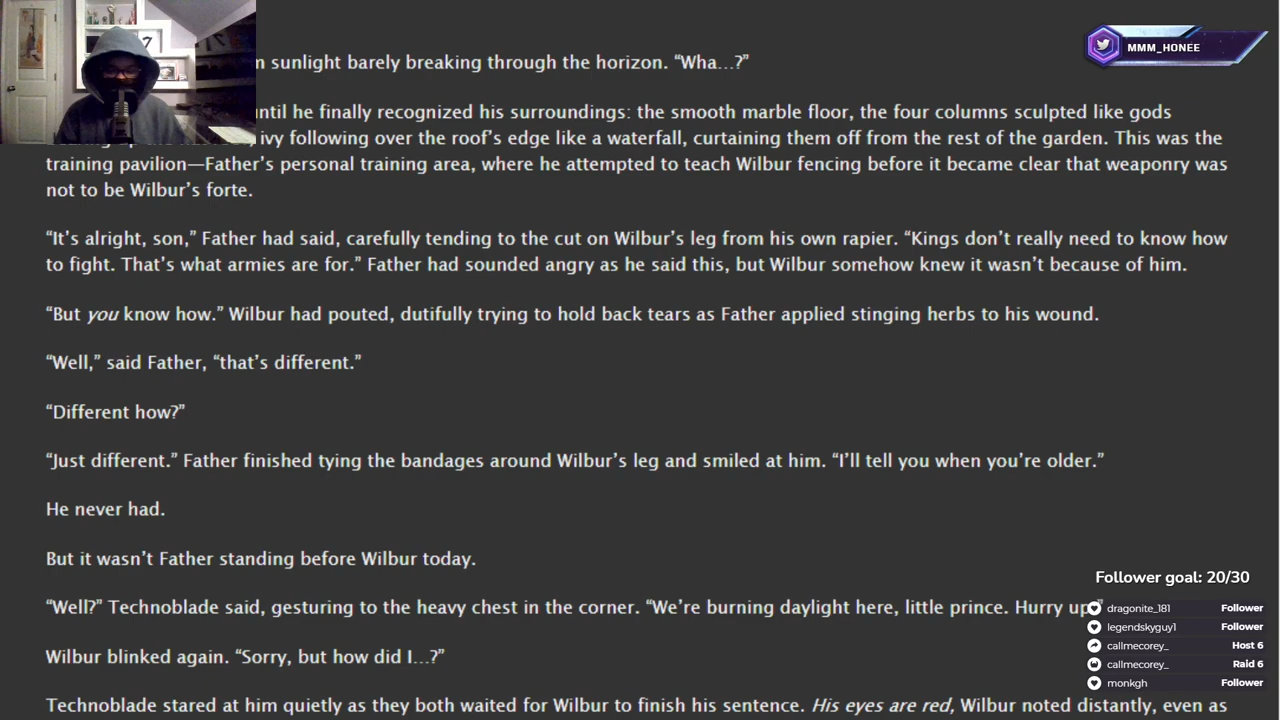 MMM_HONEE
sunlight barely breaking through the horizon. “Wha…?”
until he finally recognized his surroundings: the smooth marble floor, the four columns sculpted like gods
ivy following over the roof’s edge like a waterfall, curtaining them off from the rest of the garden. This was the
training pavilion—Father’s personal training area, where he attempted to teach Wilbur fencing before it became clear that weaponry was
not to be Wilbur’s forte.
“It’s alright, son,” Father had said, carefully tending to the cut on Wilbur’s leg from his own rapier. “Kings don’t really need to know how
to fight. That’s what armies are for.” Father had sounded angry as he said this, but Wilbur somehow knew it wasn’t because of him.
“But you know how.” Wilbur had pouted, dutifully trying to hold back tears as Father applied stinging herbs to his wound.
“Well,” said Father, “that’s different.”
“Different how?”
“Just different.” Father finished tying the bandages around Wilbur’s leg and smiled at him. “I’ll tell you when you’re older.”
He never had.
But it wasn’t Father standing before Wilbur today.
“Well?” Technoblade said, gesturing to the heavy chest in the corner. “We’re burning daylight here, little prince. Hurry up.”
Wilbur blinked again. “Sorry, but how did I…?”
Technoblade stared at him quietly as they both waited for Wilbur to finish his sentence. His eyes are red, Wilbur noted distantly, even as
Follower goal: 20/30
dragonite_181 Follower
legendskyguy1 Follower
callmecorey_ Host 6
callmecorey_ Raid 6
monkgh Follower